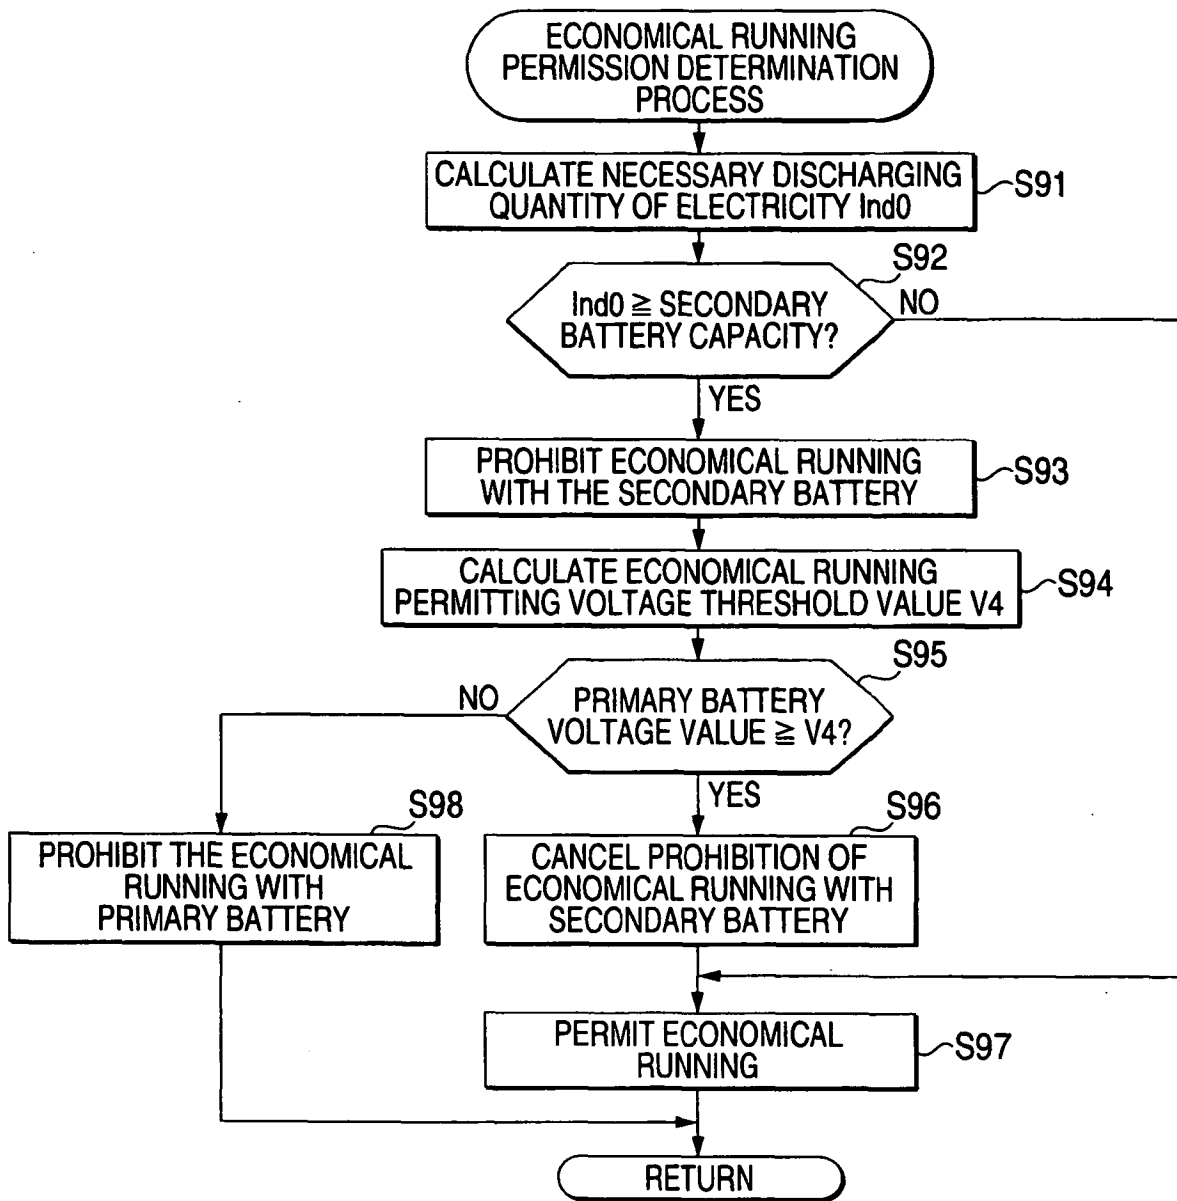 ECONOMICAL RUNNING
PERMISSION DETERMINATION
PROCESS
CALCULATE NECESSARY DISCHARGING
QUANTITY OF ELECTRICITY Ind0
S91
S92
Ind0 ≧ SECONDARY
BATTERY CAPACITY?
NO
YES
PROHIBIT ECONOMICAL RUNNING
WITH THE SECONDARY BATTERY
S93
CALCULATE ECONOMICAL RUNNING
PERMITTING VOLTAGE THRESHOLD VALUE V4
S94
S95
NO
PRIMARY BATTERY
VOLTAGE VALUE ≧ V4?
YES
S98
PROHIBIT THE ECONOMICAL
RUNNING WITH
PRIMARY BATTERY
S96
CANCEL PROHIBITION OF
ECONOMICAL RUNNING WITH
SECONDARY BATTERY
PERMIT ECONOMICAL
RUNNING
S97
RETURN